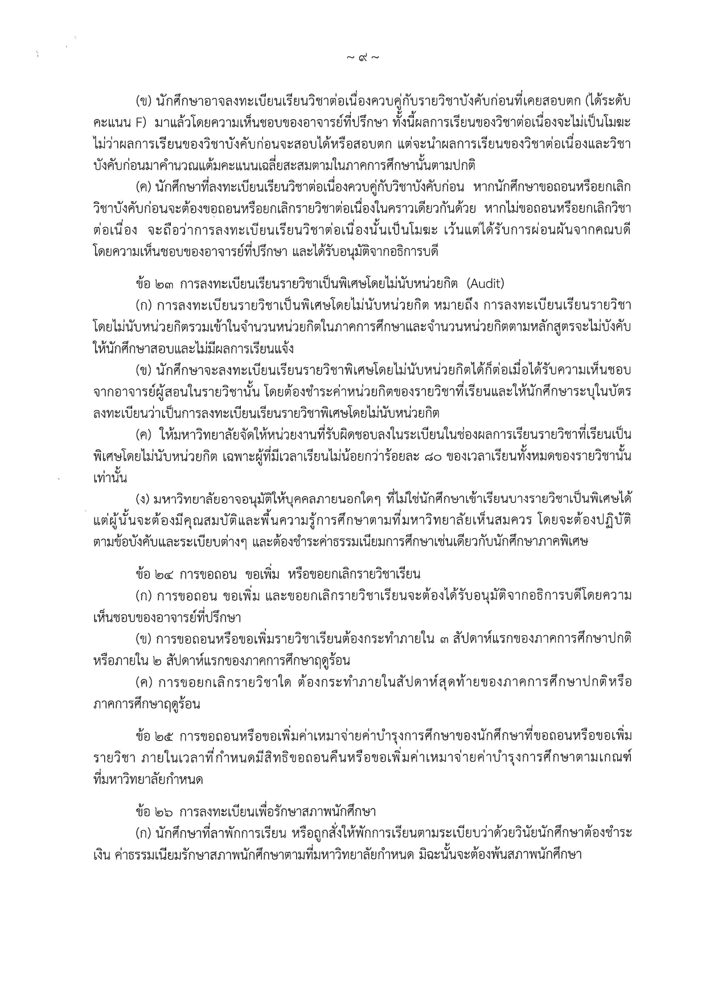 ~ ๙ ~
(ข) นักศึกษาอาจลงทะเบียนเรียนวิชาต่อเนื่องควบคู่กับรายวิชาบังคับก่อนที่เคยสอบตก (ได้ระดับ
คะแนน F) มาแล้วโดยความเห็นชอบของอาจารย์ที่ปรึกษา ทั้งนี้ผลการเรียนของวิชาต่อเนื่องจะไม่เป็นโมฆะ
ไม่ว่าผลการเรียนของวิชาบังคับก่อนจะสอบได้หรือสอบตก แต่จะนำผลการเรียนของวิชาต่อเนื่องและวิชา
บังคับก่อนมาคำนวณแต้มคะแนนเฉลี่ยสะสมตามในภาคการศึกษานั้นตามปกติ
(ค) นักศึกษาที่ลงทะเบียนเรียนวิชาต่อเนื่องควบคู่กับวิชาบังคับก่อน หากนักศึกษาขอถอนหรือยกเลิก
วิชาบังคับก่อนจะต้องขอถอนหรือยกเลิกรายวิชาต่อเนื่องในคราวเดียวกันด้วย หากไม่ขอถอนหรือยกเลิกวิชา
ต่อเนื่อง จะถือว่าการลงทะเบียนเรียนวิชาต่อเนื่องนั้นเป็นโมฆะ เว้นแต่ได้รับการผ่อนผันจากคณบดี
โดยความเห็นชอบของอาจารย์ที่ปรึกษา และได้รับอนุมัติจากอธิการบดี
ข้อ ๒๓ การลงทะเบียนเรียนรายวิชาเป็นพิเศษโดยไม่นับหน่วยกิต (Audit)
(ก) การลงทะเบียนรายวิชาเป็นพิเศษโดยไม่นับหน่วยกิต หมายถึง การลงทะเบียนเรียนรายวิชา
โดยไม่นับหน่วยกิตรวมเข้าในจำนวนหน่วยกิตในภาคการศึกษาและจำนวนหน่วยกิตตามหลักสูตรจะไม่บังคับ
ให้นักศึกษาสอบและไม่มีผลการเรียนแจ้ง
(ข) นักศึกษาจะลงทะเบียนเรียนรายวิชาพิเศษโดยไม่นับหน่วยกิตได้ก็ต่อเมื่อได้รับความเห็นชอบ
จากอาจารย์ผู้สอนในรายวิชานั้น โดยต้องชำระค่าหน่วยกิตของรายวิชาที่เรียนและให้นักศึกษาระบุในบัตร
ลงทะเบียนว่าเป็นการลงทะเบียนเรียนรายวิชาพิเศษโดยไม่นับหน่วยกิต
(ค) ให้มหาวิทยาลัยจัดให้หน่วยงานที่รับผิดชอบลงในระเบียนในช่องผลการเรียนรายวิชาที่เรียนเป็น
พิเศษโดยไม่นับหน่วยกิต เฉพาะผู้ที่มีเวลาเรียนไม่น้อยกว่าร้อยละ ๘๐ ของเวลาเรียนทั้งหมดของรายวิชานั้น
เท่านั้น
(ง) มหาวิทยาลัยอาจอนุมัติให้บุคคลภายนอกใดๆ ที่ไม่ใช่นักศึกษาเข้าเรียนบางรายวิชาเป็นพิเศษได้
แต่ผู้นั้นจะต้องมีคุณสมบัติและพื้นความรู้การศึกษาตามที่มหาวิทยาลัยเห็นสมควร โดยจะต้องปฏิบัติ
ตามข้อบังคับและระเบียบต่างๆ และต้องชำระค่าธรรมเนียมการศึกษาเช่นเดียวกับนักศึกษาภาคพิเศษ
ข้อ ๒๔ การขอถอน ขอเพิ่ม หรือขอยกเลิกรายวิชาเรียน
(ก) การขอถอน ขอเพิ่ม และขอยกเลิกรายวิชาเรียนจะต้องได้รับอนุมัติจากอธิการบดีโดยความ
เห็นชอบของอาจารย์ที่ปรึกษา
(ข) การขอถอนหรือขอเพิ่มรายวิชาเรียนต้องกระทำภายใน ๓ สัปดาห์แรกของภาคการศึกษาปกติ
หรือภายใน ๒ สัปดาห์แรกของภาคการศึกษาฤดูร้อน
(ค) การขอยกเลิกรายวิชาใด ต้องกระทำภายในสัปดาห์สุดท้ายของภาคการศึกษาปกติหรือ
ภาคการศึกษาฤดูร้อน
ข้อ ๒๕ การขอถอนหรือขอเพิ่มค่าเหมาจ่ายค่าบำรุงการศึกษาของนักศึกษาที่ขอถอนหรือขอเพิ่ม
รายวิชา ภายในเวลาที่กำหนดมีสิทธิขอถอนคืนหรือขอเพิ่มค่าเหมาจ่ายค่าบำรุงการศึกษาตามเกณฑ์
ที่มหาวิทยาลัยกำหนด
ข้อ ๒๖ การลงทะเบียนเพื่อรักษาสภาพนักศึกษา
(ก) นักศึกษาที่ลาพักการเรียน หรือถูกสั่งให้พักการเรียนตามระเบียบว่าด้วยวินัยนักศึกษาต้องชำระ
เงิน ค่าธรรมเนียมรักษาสภาพนักศึกษาตามที่มหาวิทยาลัยกำหนด มิฉะนั้นจะต้องพ้นสภาพนักศึกษา